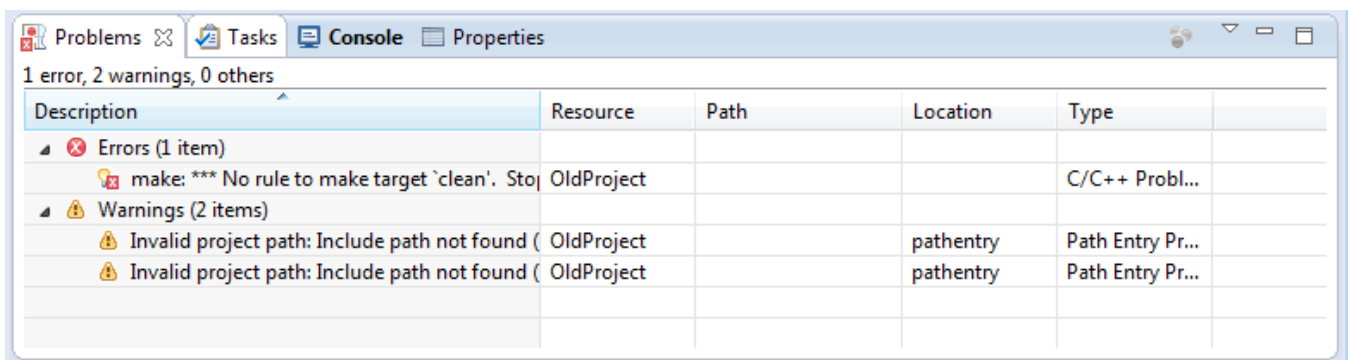 Problems Tasks Console Properties
1 error, 2 warnings, 0 others
Description Resource Path Location Type
Errors (1 item)
make: *** No rule to make target `clean'.  Stop OldProject C/C++ Probl...
Warnings (2 items)
Invalid project path: Include path not found ( OldProject pathentry Path Entry Pr...
Invalid project path: Include path not found ( OldProject pathentry Path Entry Pr...